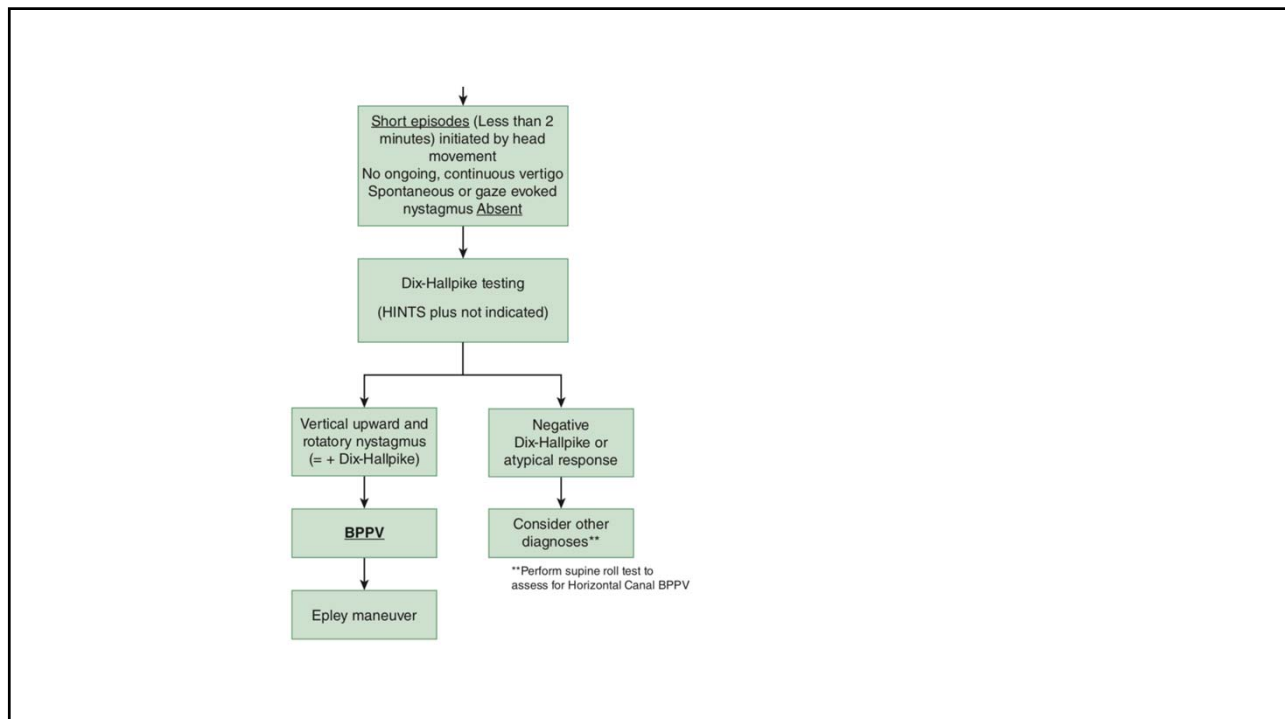 Short episodes (Less than 2
minutes) initiated by head
movement
No ongoing, continuous vertigo
Spontaneous or gaze evoked
nystagmus Absent
Dix-Hallpike testing
(HINTS plus not indicated)
Vertical upward and
rotatory nystagmus
(= + Dix-Hallpike)
Negative
Dix-Hallpike or
atypical response
BPPV
Consider other
diagnoses**
**Perform supine roll test to
assess for Horizontal Canal BPPV
Epley maneuver